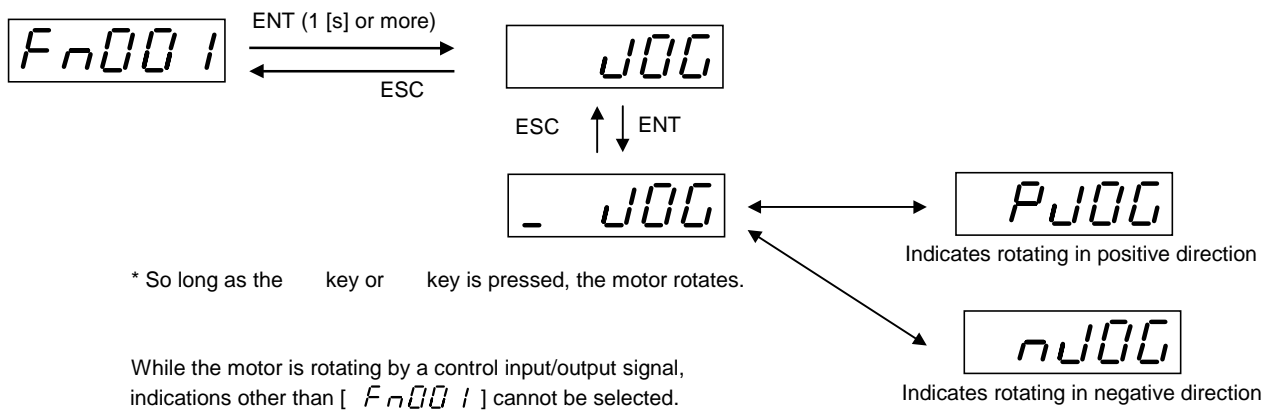 Fn001
ENT (1 [s] or more)
ESC
JOG
ESC
ENT
_ JOG
PJOG
Indicates rotating in positive direction
* So long as the key or key is pressed, the motor rotates.
nJOG
Indicates rotating in negative direction
While the motor is rotating by a control input/output signal,
indications other than [ Fn001 ] cannot be selected.